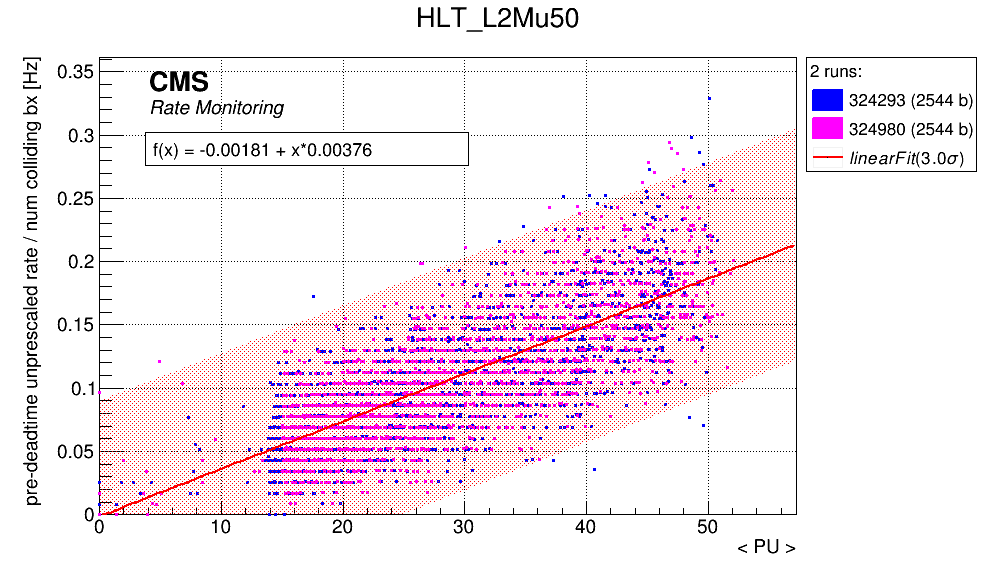 HLT_L2Mu50
pre-deadtime unprescaled rate / num colliding bx [Hz]
0.35
0.3
0.25
0.2
0.15
0.1
0.05
0
CMS
Rate Monitoring
f(x) = -0.00181 + x*0.00376
2 runs:
324293 (2544 b)
324980 (2544 b)
linearFit(3.0σ)
0 10 20 30 40 50
< PU >